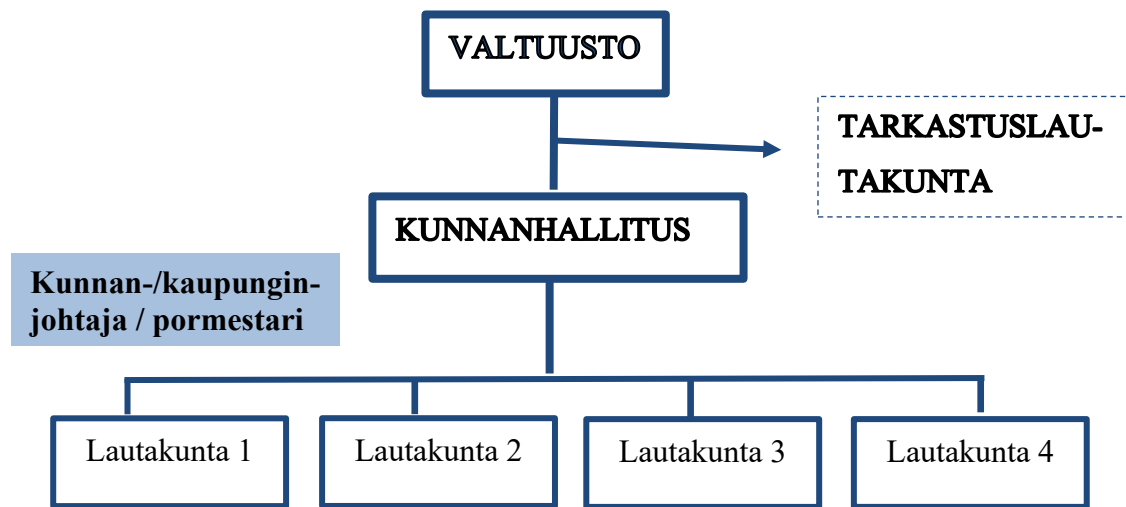 VALTUUSTO
TARKASTUSLAU-
TAKUNTA
KUNNANHALLITUS
Kunnan-/kaupungin-
johtaja / pormestari
Lautakunta 1
Lautakunta 2
Lautakunta 3
Lautakunta 4